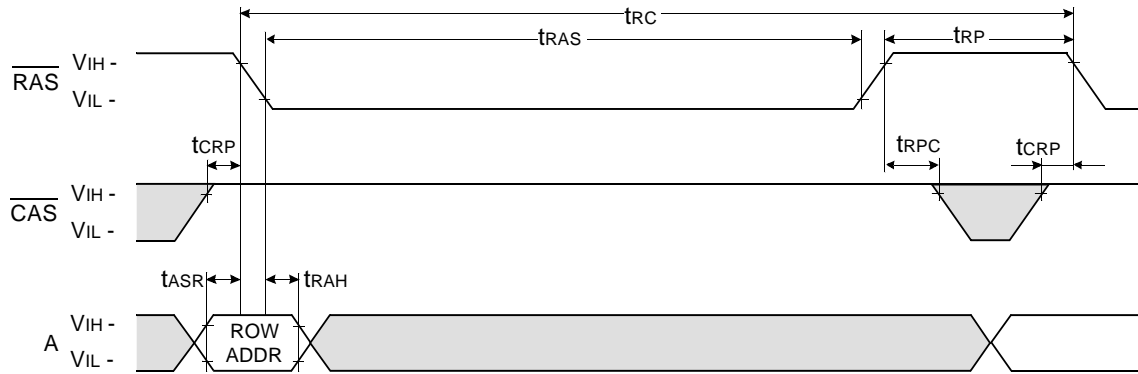 tRC
tRAS
tRP
RAS
VIH -
VIL -
tCRP
tRPC
tCRP
CAS
VIH -
VIL -
tASR
tRAH
A
VIH -
VIL -
ROW
ADDR